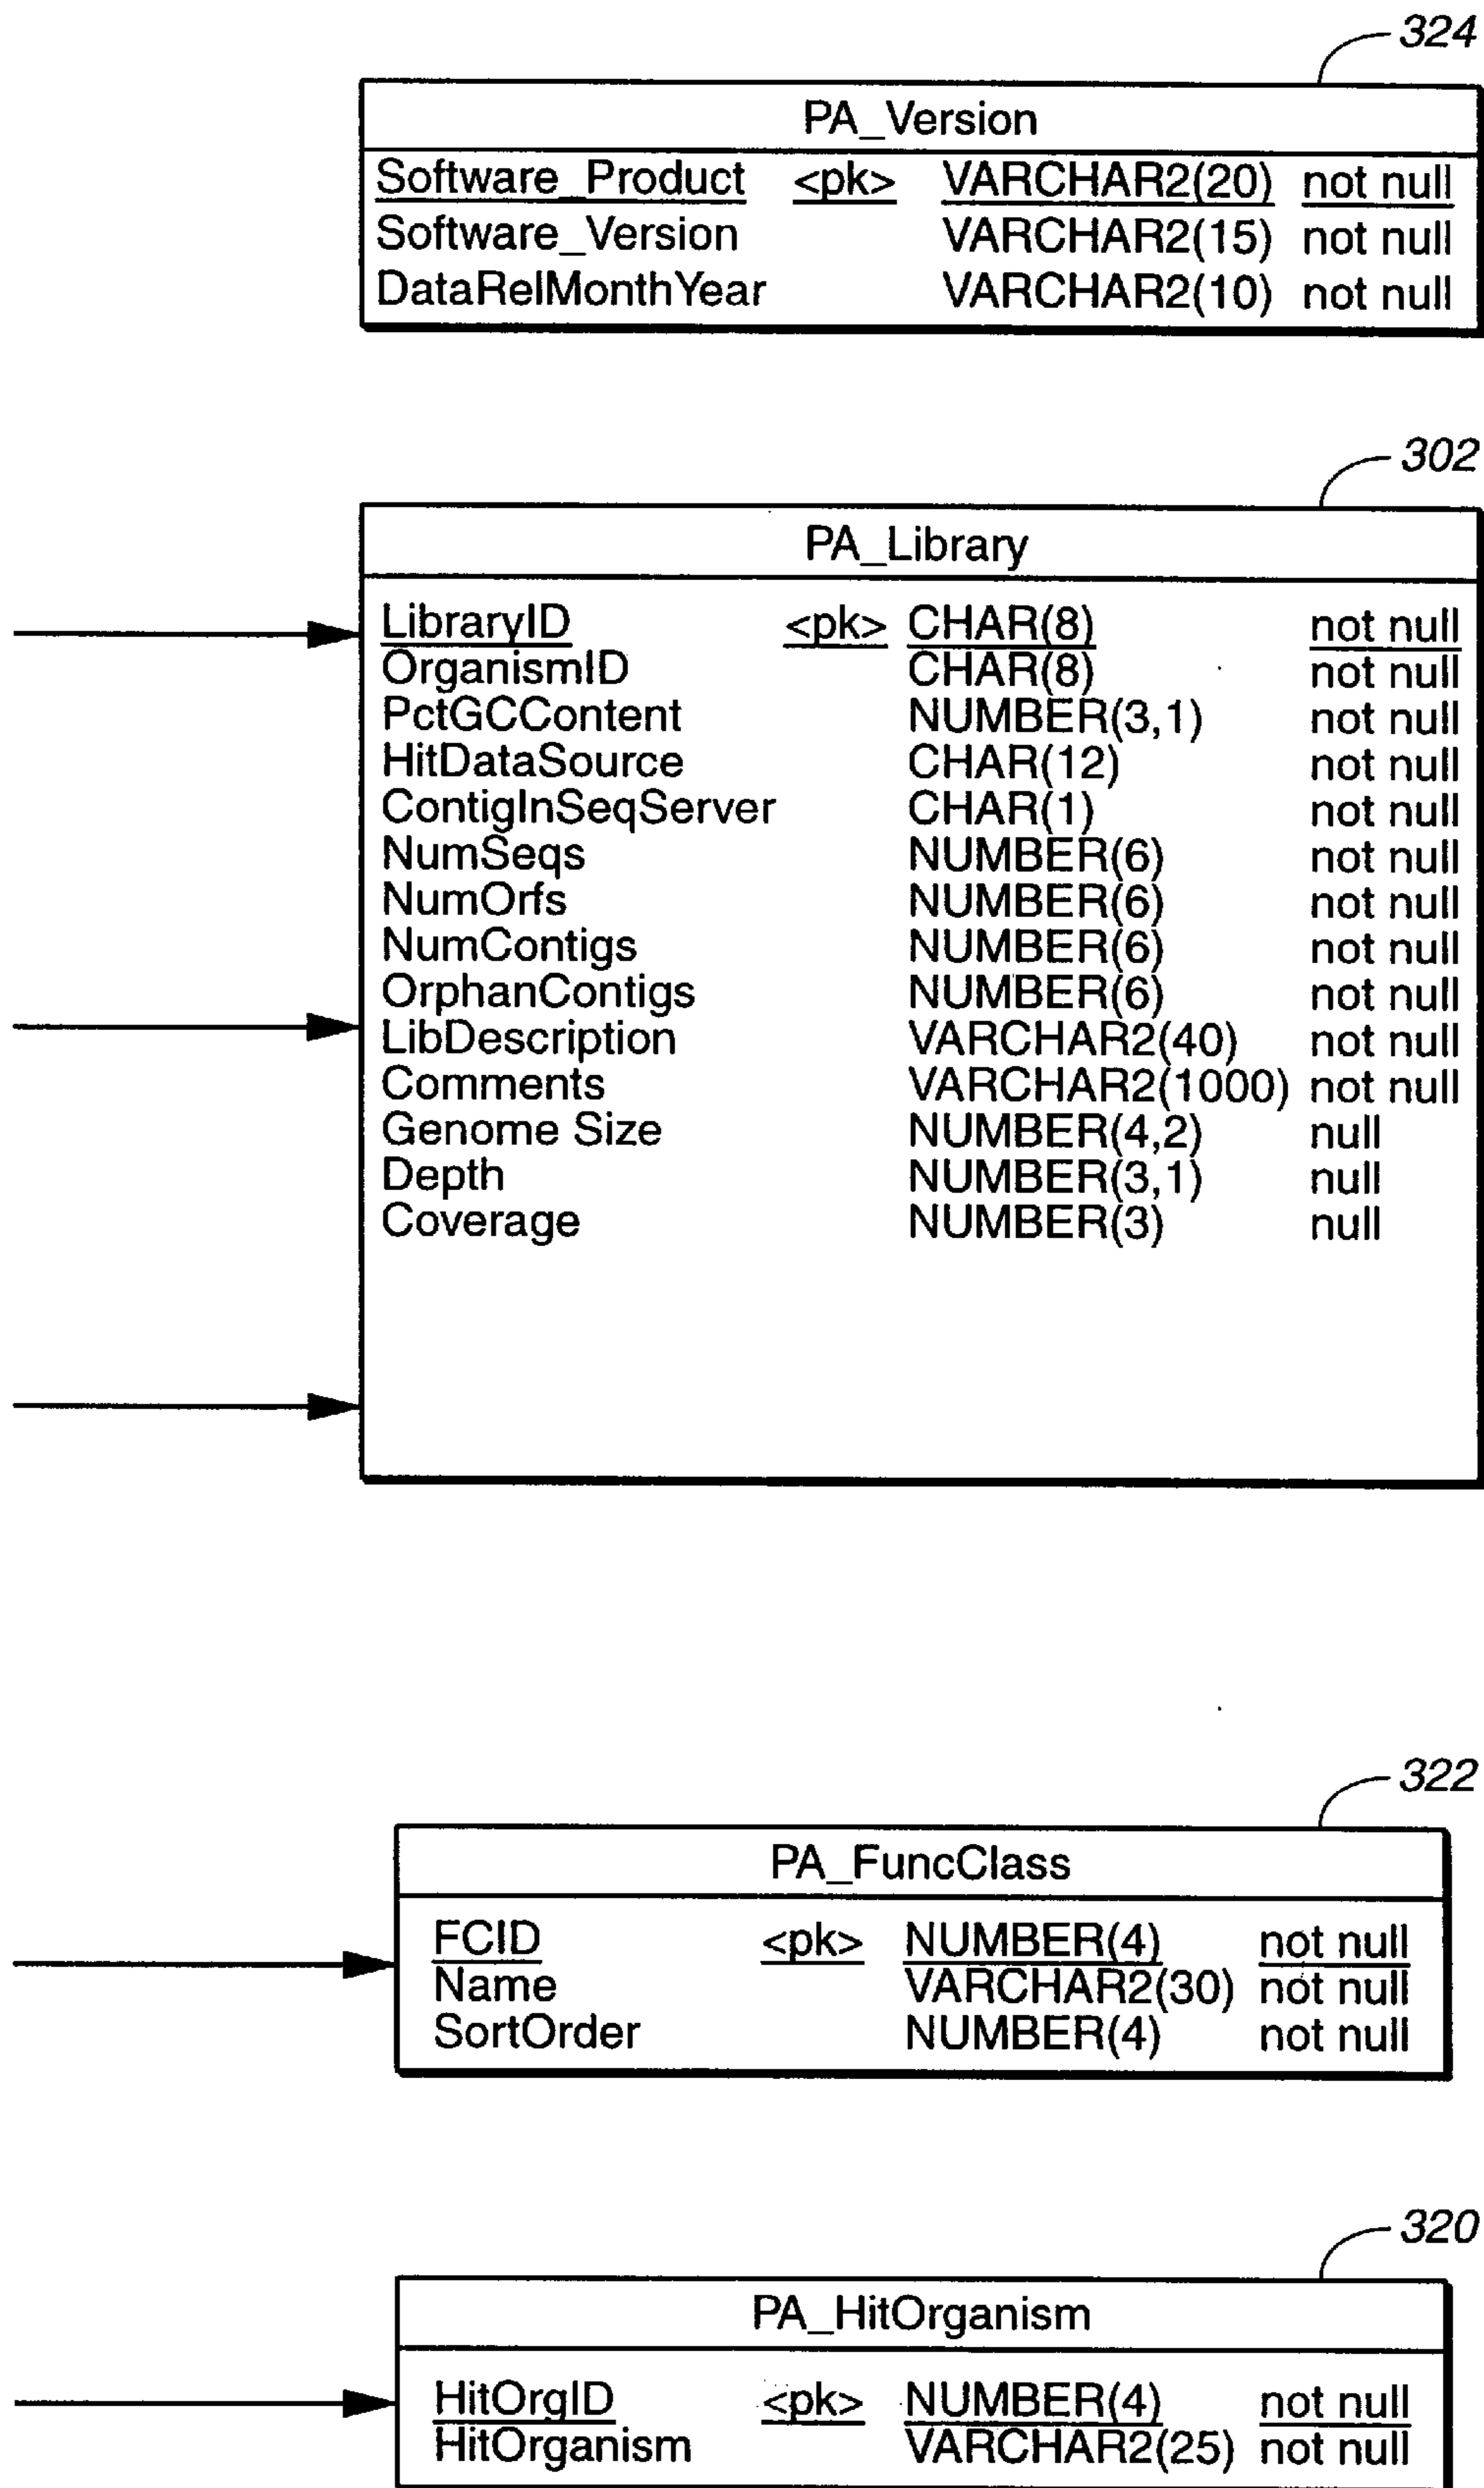 324
PA_Version
Software_Product <pk> VARCHAR2(20) not null
Software_Version VARCHAR2(15) not null
DataRelMonthYear VARCHAR2(10) not null
302
PA_Library
LibraryID <pk> CHAR(8) not null
OrganismID CHAR(8) not null
PctGCContent NUMBER(3,1) not null
HitDataSource CHAR(12) not null
ContigInSeqServer CHAR(1) not null
NumSeqs NUMBER(6) not null
NumOrfs NUMBER(6) not null
NumContigs NUMBER(6) not null
OrphanContigs NUMBER(6) not null
LibDescription VARCHAR2(40) not null
Comments VARCHAR2(1000) not null
Genome Size NUMBER(4,2) null
Depth NUMBER(3,1) null
Coverage NUMBER(3) null
322
PA_FuncClass
FCID <pk> NUMBER(4) not null
Name VARCHAR2(30) not null
SortOrder NUMBER(4) not null
320
PA_HitOrganism
HitOrgID <pk> NUMBER(4) not null
HitOrganism VARCHAR2(25) not null